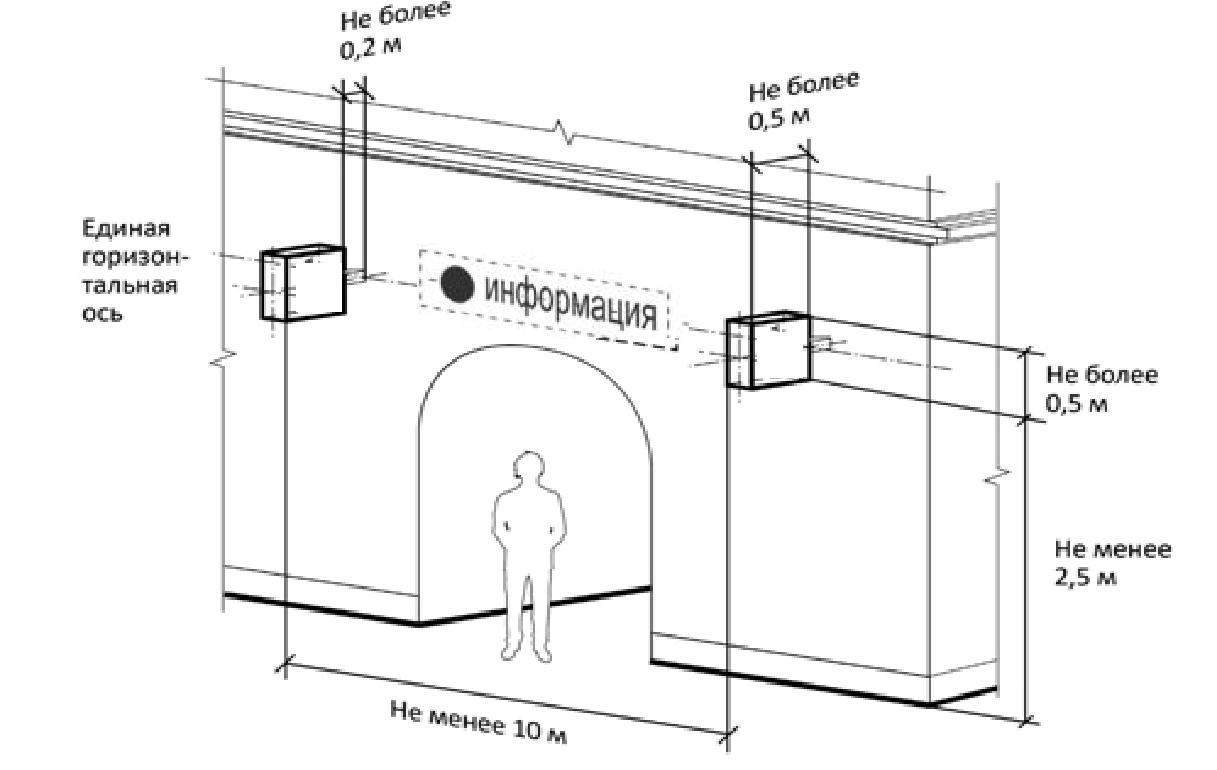 Не более
0,2 м
Не более
0,5 м
Единая
горизон-
тальная
ось
информация
Не более
0,5 м
Не менее
2,5 м
Не менее 10 м